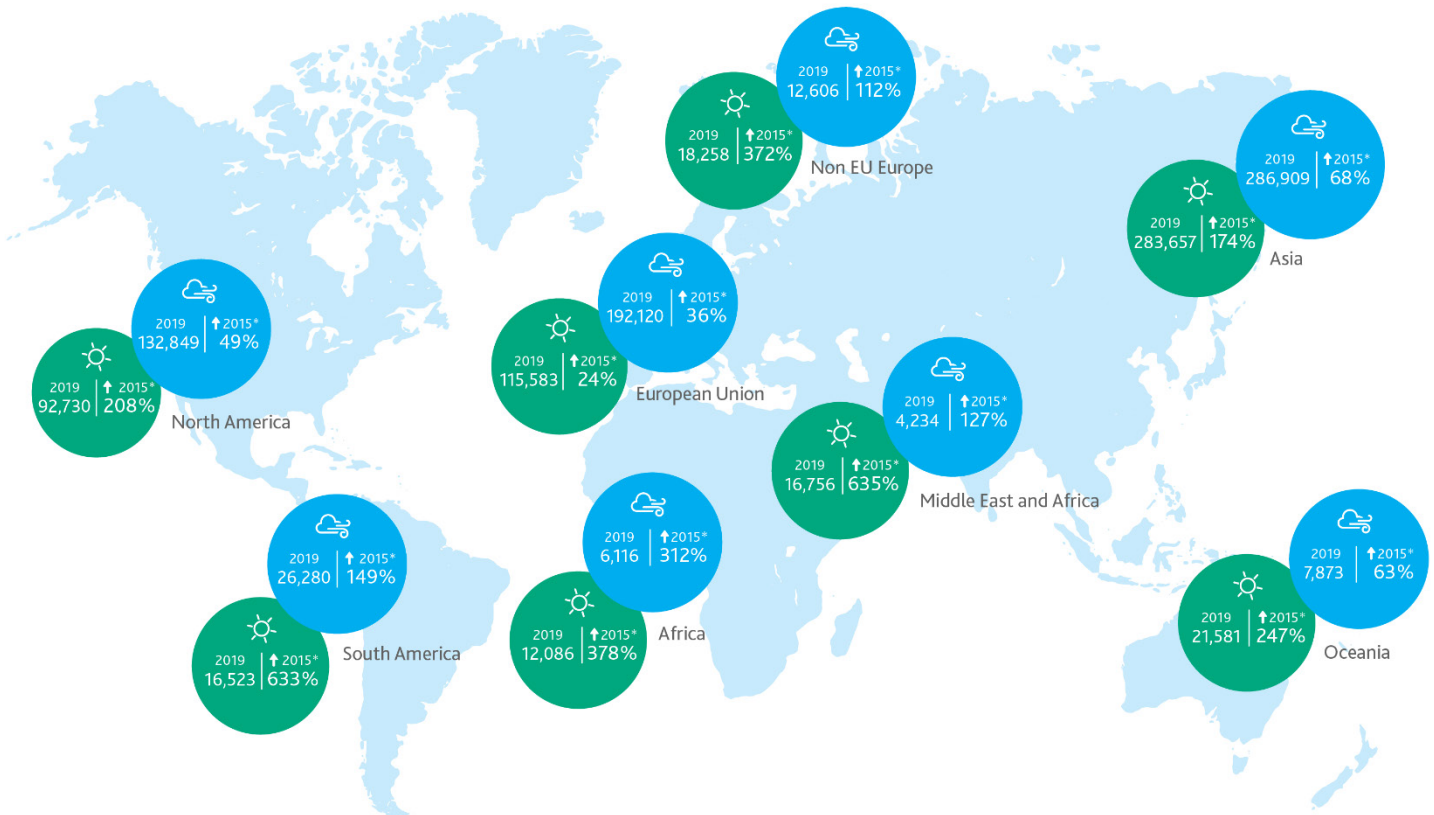 2019 ⬆2015*
12,606 112%
2019 ⬆2015*
18,258 372%
Non EU Europe
2019 ⬆2015*
286,909 68%
2019 ⬆2015*
283,657 174%
Asia
2019 ⬆2015*
132,849 49%
2019 ⬆ 2015*
92,730 208%
North America
2019 ⬆2015*
192,120 36%
2019 ⬆2015*
115,583 24%
European Union
2019 ⬆2015*
4,234 127%
2019 ⬆2015*
16,756 635%
Middle East and Africa
2019 ⬆ 2015*
26,280 149%
2019 ⬆ 2015*
16,523 633%
South America
2019 ⬆2015*
6,116 312%
2019 ⬆2015*
12,086 378%
Africa
2019 ⬆2015*
7,873 63%
2019 ⬆2015*
21,581 247%
Oceania